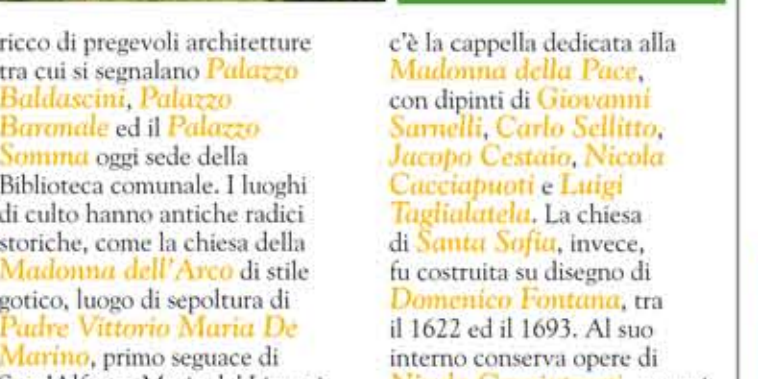 ricco di pregevoli architetture
tra cui si segnalano Palazzo
Baldascini, Palazzo
Baronale ed il Palazzo
Somma oggi sede della
Biblioteca comunale. I luoghi
di culto hanno antiche radici
storiche, come la chiesa della
Madonna dell'Arco di stile
gotico, luogo di sepoltura di
Padre Vittorio Maria De
Marino, primo seguace di
c'è la cappella dedicata alla
Madonna della Pace,
con dipinti di Giovanni
Sarnelli, Carlo Sellitto,
Jacopo Cestaio, Nicola
Cacciapuoti e Luigi
Taglialatela. La chiesa
di Santa Sofia, invece,
fu costruita su disegno di
Domenico Fontana, tra
il 1622 ed il 1693. Al suo
interno conserva opere di